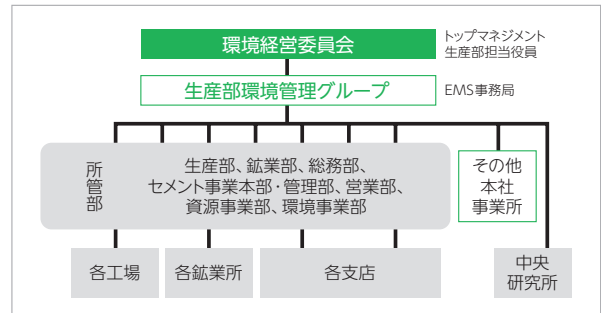 環境経営委員会
トップマネジメント
生産部担当役員
生産部環境管理グループ
EMS事務局
所管部
生産部、鉱業部、総務部、
セメント事業本部・管理部、営業部、
資源事業部、環境事業部
その他
本社
事業所
各工場
各鉱業所
各支店
中央
研究所